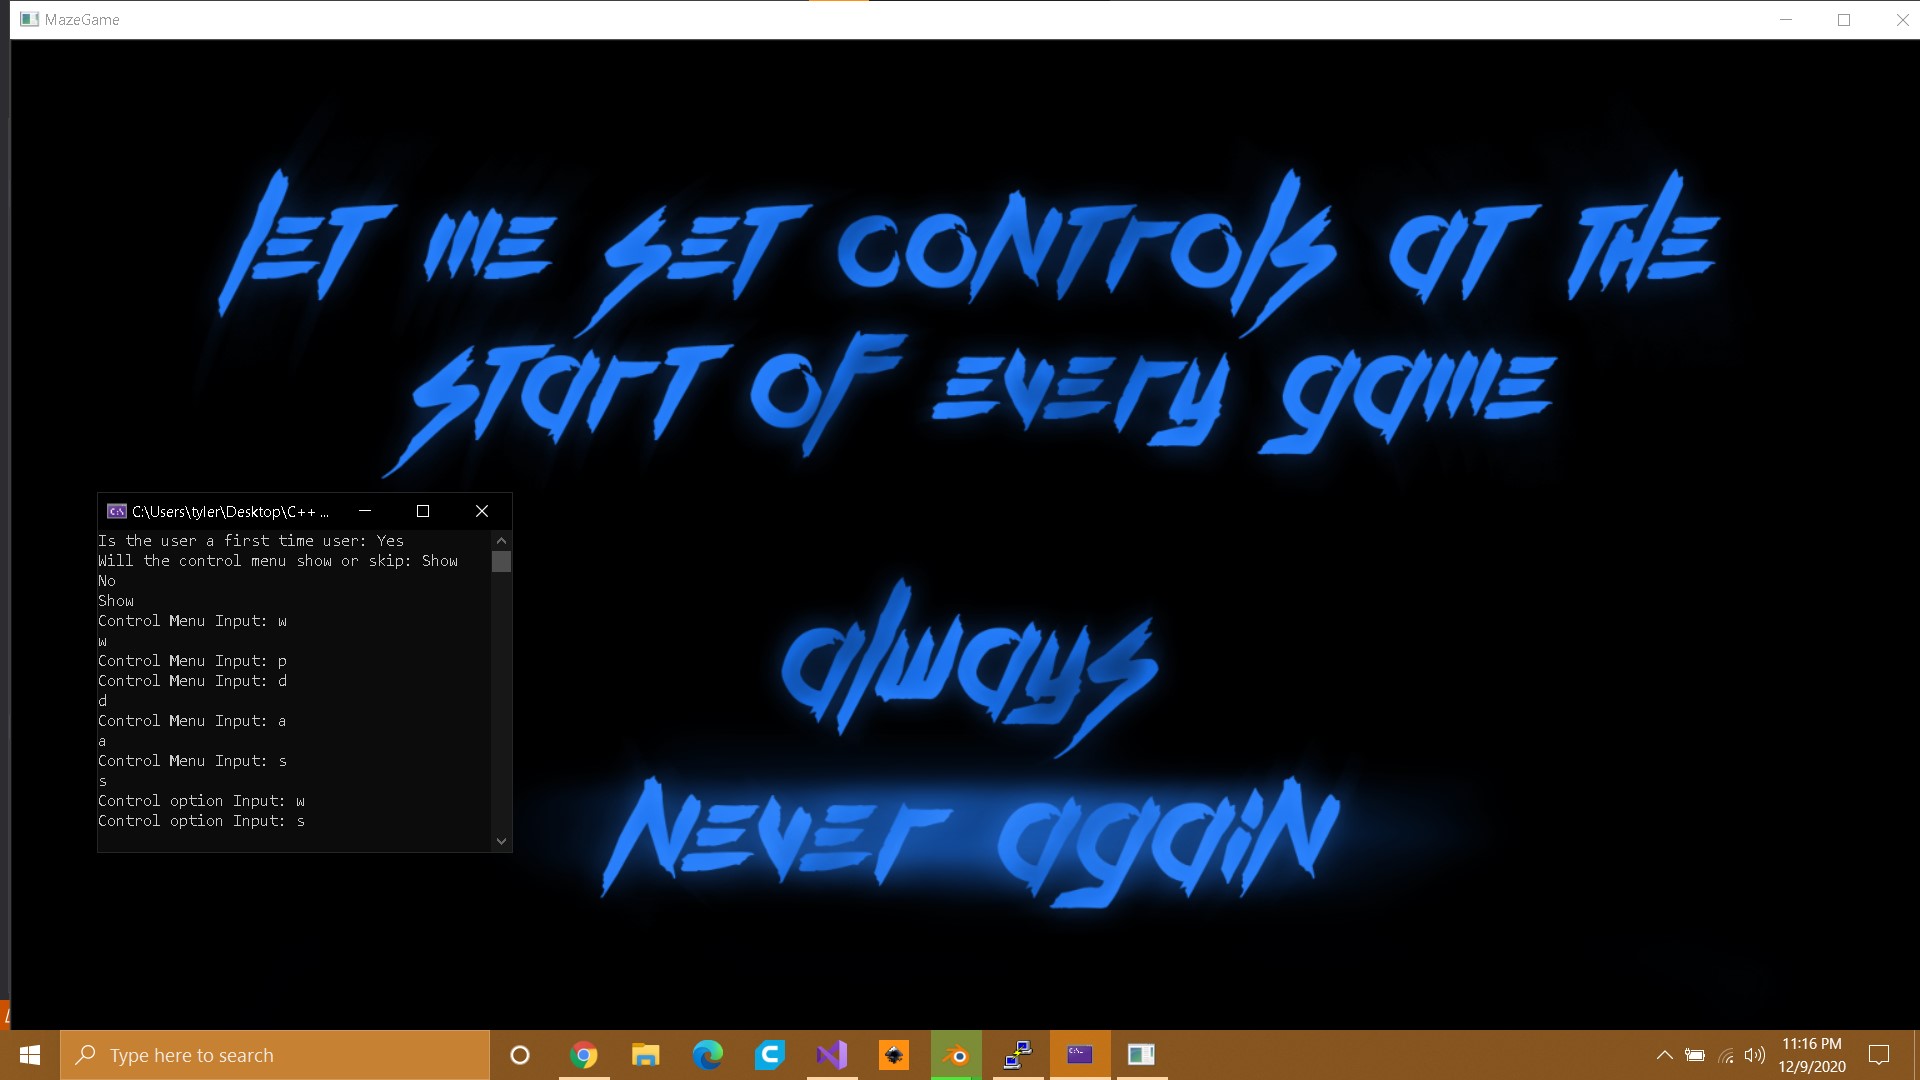 MazeGame
Let me set controls at the
start of every game
always
Never again
C:\Users\tyler\Desktop\C++ ...
Is the user a first time user: Yes
Will the control menu show or skip: Show
No
Show
Control Menu Input: w
w
Control Menu Input: p
Control Menu Input: d
d
Control Menu Input: a
a
Control Menu Input: s
s
Control option Input: w
Control option Input: s
Type here to search
11:16 PM
12/9/2020